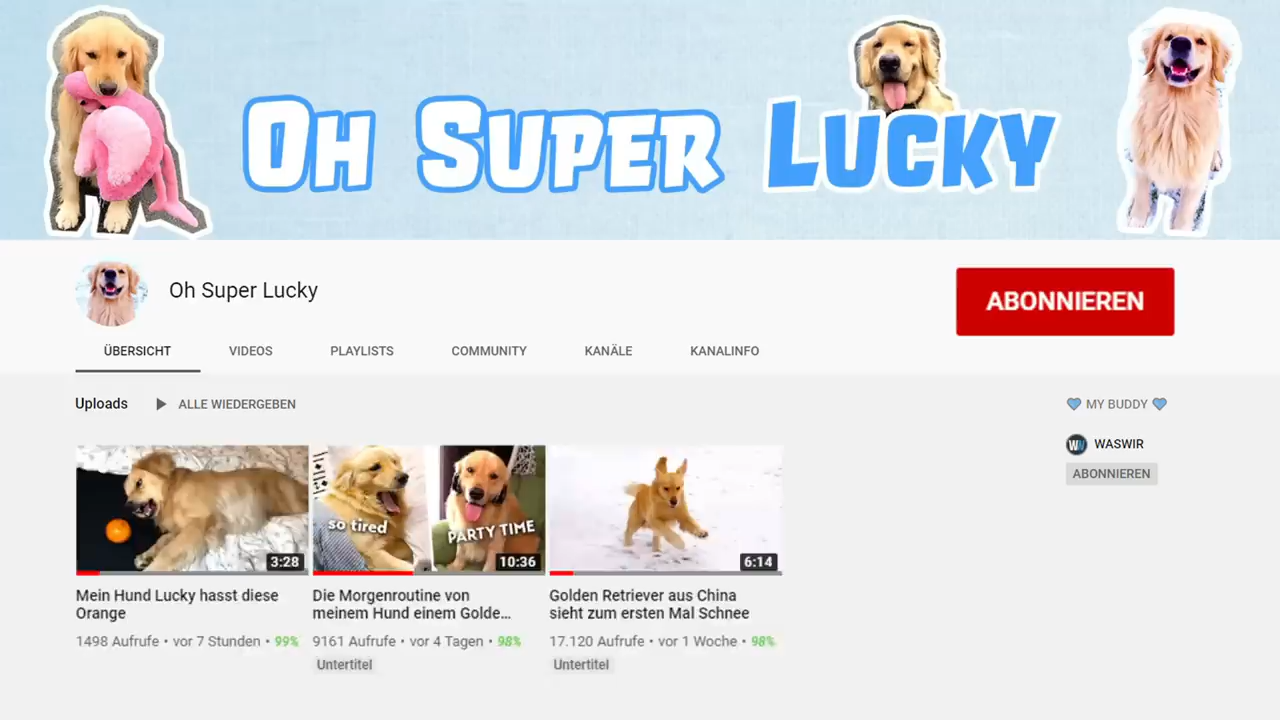 Oh Super Lucky
Oh Super Lucky
ABONNIEREN
ÜBERSICHT VIDEOS PLAYLISTS COMMUNITY KANÄLE KANALINFO
Uploads ALLE WIEDERGEBEN
MY BUDDY
WASWIR
ABONNIEREN
so tired
PARTY TIME
3:28
10:36
6:14
Mein Hund Lucky hasst diese
Orange
1498 Aufrufe • vor 7 Stunden • 99%
Die Morgenroutine von
meinem Hund einem Golde...
9161 Aufrufe • vor 4 Tagen • 98%
Untertitel
Golden Retriever aus China
sieht zum ersten Mal Schnee
17.120 Aufrufe • vor 1 Woche • 98%
Untertitel